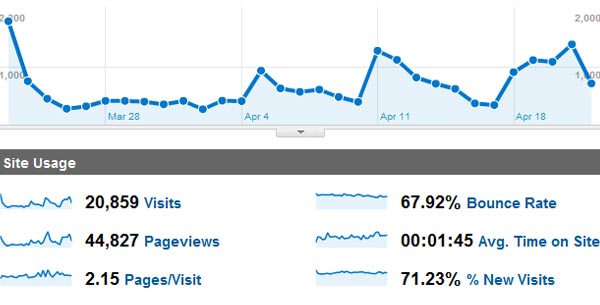 2,000 2,000
1,000 1,000
Mar 28 Apr 4 Apr 11 Apr 18
Site Usage
20,859 Visits 67.92% Bounce Rate
44,827 Pageviews 00:01:45 Avg. Time on Site
2.15 Pages/Visit 71.23% % New Visits